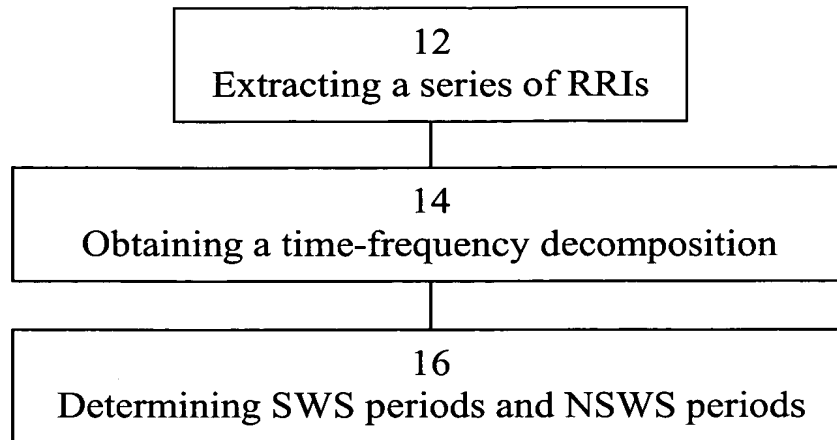 12
Extracting a series of RRIs
14
Obtaining a time-frequency decomposition
16
Determining SWS periods and NSWS periods